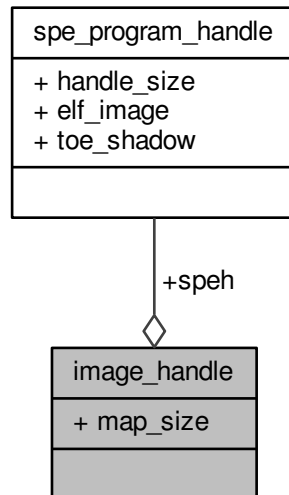 spe_program_handle
+ handle_size
+ elf_image
+ toe_shadow
+speh
image_handle
+ map_size